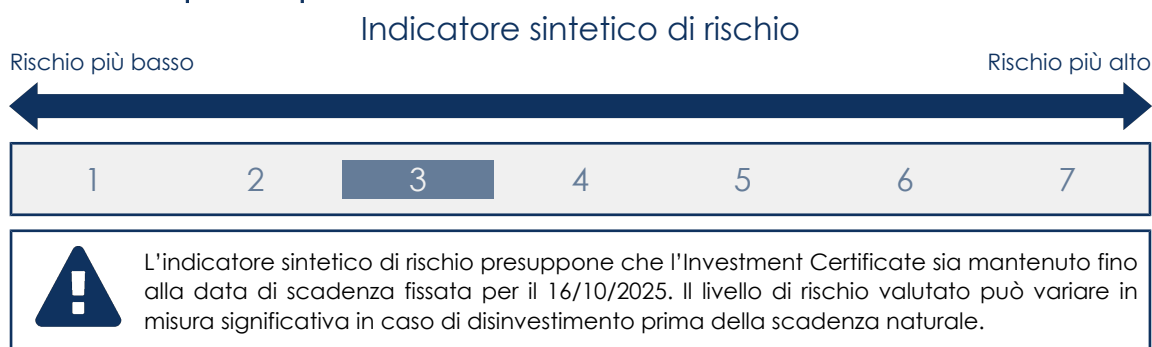 Indicatore sintetico di rischio
Rischio più basso
Rischio più alto
1 2 3 4 5 6 7
L'indicatore sintetico di rischio presuppone che l'Investment Certificate sia mantenuto fino
alla data di scadenza fissata per il 16/10/2025. Il livello di rischio valutato può variare in
misura significativa in caso di disinvestimento prima della scadenza naturale.